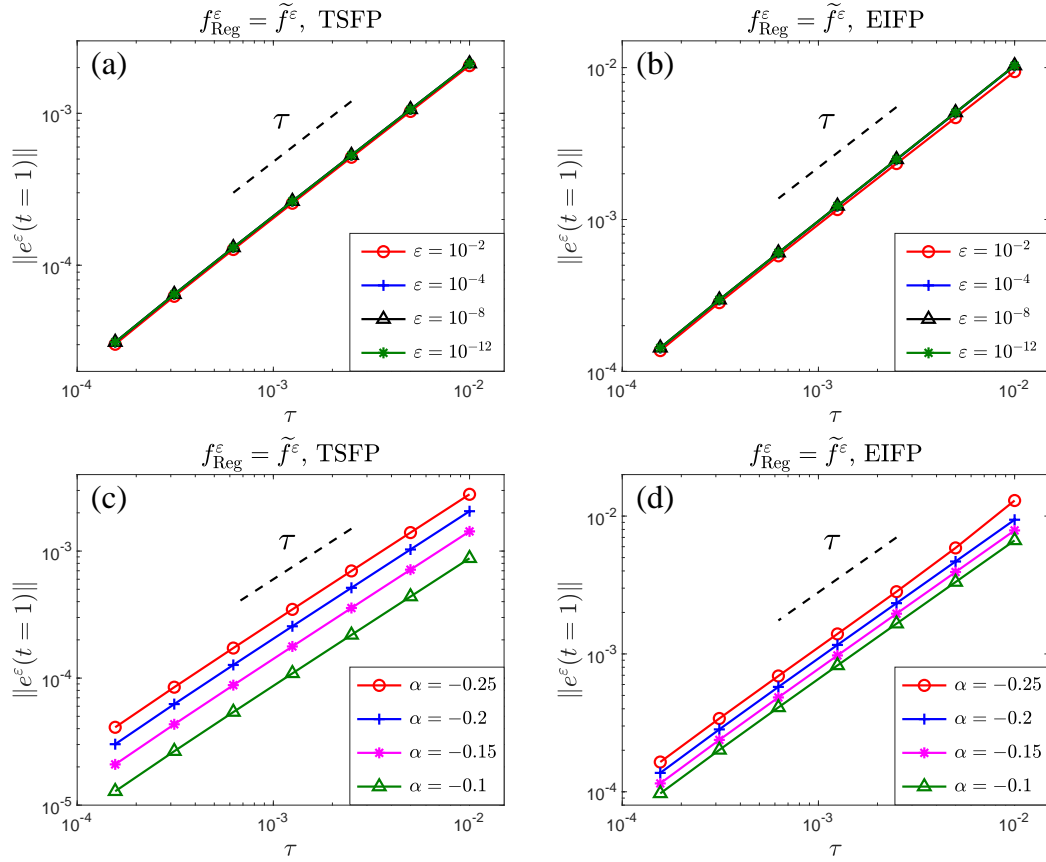 f^ε_Reg = f̃^ε, TSFP
(a)
τ
‖e^ε(t = 1)‖
10^-3
10^-4
ε = 10^-2
ε = 10^-4
ε = 10^-8
ε = 10^-12
10^-4 10^-3 10^-2
τ
f^ε_Reg = f̃^ε, EIFP
(b)
τ
‖e^ε(t = 1)‖
10^-2
10^-3
10^-4
ε = 10^-2
ε = 10^-4
ε = 10^-8
ε = 10^-12
10^-4 10^-3 10^-2
τ
f^ε_Reg = f̃^ε, TSFP
(c)
τ
‖e^ε(t = 1)‖
10^-3
10^-4
10^-5
α = −0.25
α = −0.2
α = −0.15
α = −0.1
10^-4 10^-3 10^-2
τ
f^ε_Reg = f̃^ε, EIFP
(d)
τ
‖e^ε(t = 1)‖
10^-2
10^-3
10^-4
α = −0.25
α = −0.2
α = −0.15
α = −0.1
10^-4 10^-3 10^-2
τ